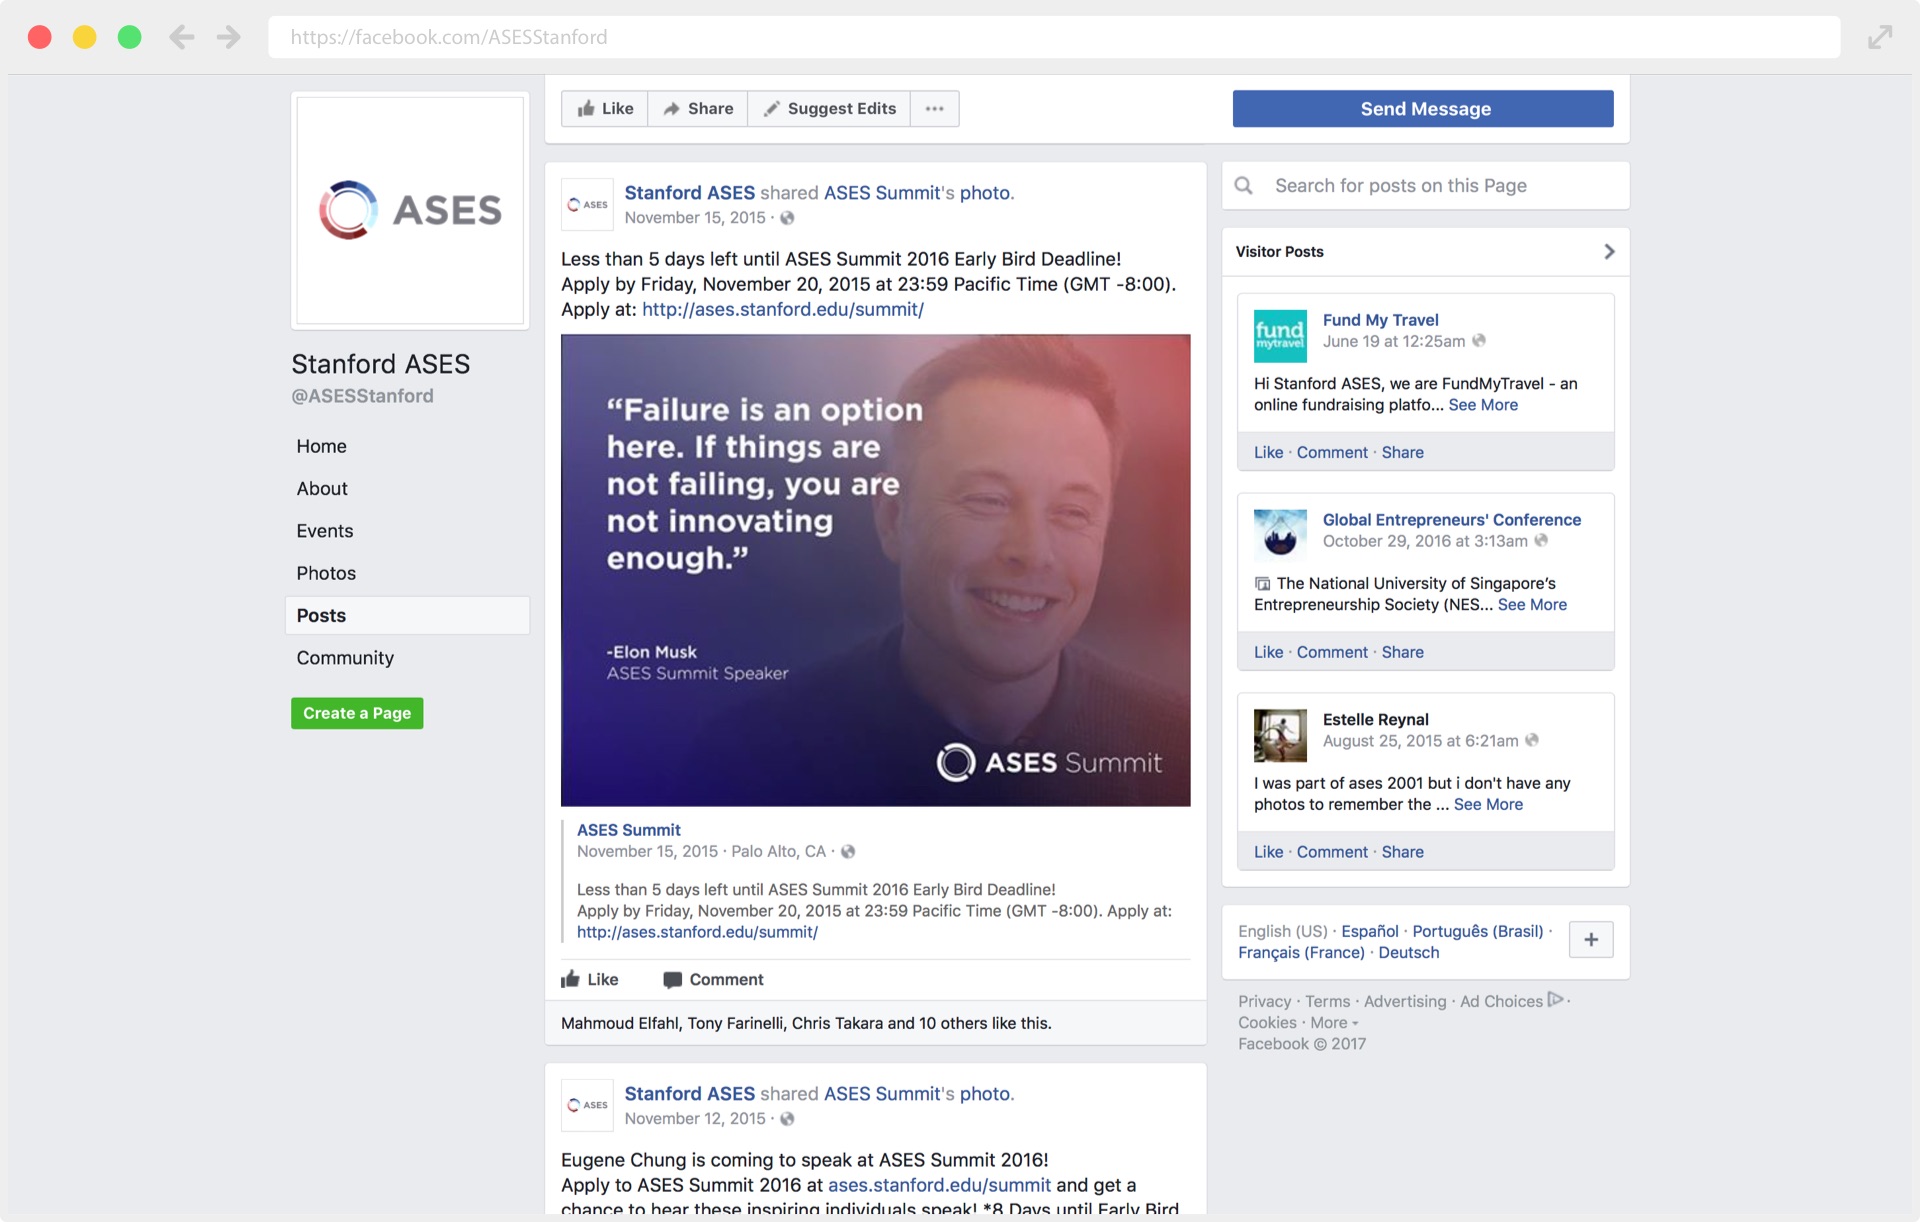 https://facebook.com/ASESStanford
ASES
Stanford ASES
@ASESStanford
Home
About
Events
Photos
Posts
Community
Create a Page
Like Share Suggest Edits ...
Send Message
ASES
Stanford ASES shared ASES Summit's photo.
November 15, 2015 ·
Less than 5 days left until ASES Summit 2016 Early Bird Deadline!
Apply by Friday, November 20, 2015 at 23:59 Pacific Time (GMT -8:00).
Apply at: http://ases.stanford.edu/summit/
“Failure is an option
here. If things are
not failing, you are
not innovating
enough.”
-Elon Musk
ASES Summit Speaker
ASES Summit
ASES Summit
November 15, 2015 · Palo Alto, CA ·
Less than 5 days left until ASES Summit 2016 Early Bird Deadline!
Apply by Friday, November 20, 2015 at 23:59 Pacific Time (GMT -8:00). Apply at:
http://ases.stanford.edu/summit/
Like Comment
Mahmoud Elfahl, Tony Farinelli, Chris Takara and 10 others like this.
ASES
Stanford ASES shared ASES Summit's photo.
November 12, 2015 ·
Eugene Chung is coming to speak at ASES Summit 2016!
Apply to ASES Summit 2016 at ases.stanford.edu/summit and get a
chance to hear these inspiring individuals speak! *8 Days until Early Bird
Search for posts on this Page
Visitor Posts
fund
mytravel
Fund My Travel
June 19 at 12:25am
Hi Stanford ASES, we are FundMyTravel - an
online fundraising platfo... See More
Like · Comment · Share
Global Entrepreneurs' Conference
October 29, 2016 at 3:13am
The National University of Singapore’s
Entrepreneurship Society (NES... See More
Like · Comment · Share
Estelle Reynal
August 25, 2015 at 6:21am
I was part of ases 2001 but i don't have any
photos to remember the ... See More
Like · Comment · Share
English (US) · Español · Português (Brasil) ·
Français (France) · Deutsch
+
Privacy · Terms · Advertising · Ad Choices ·
Cookies · More
Facebook © 2017